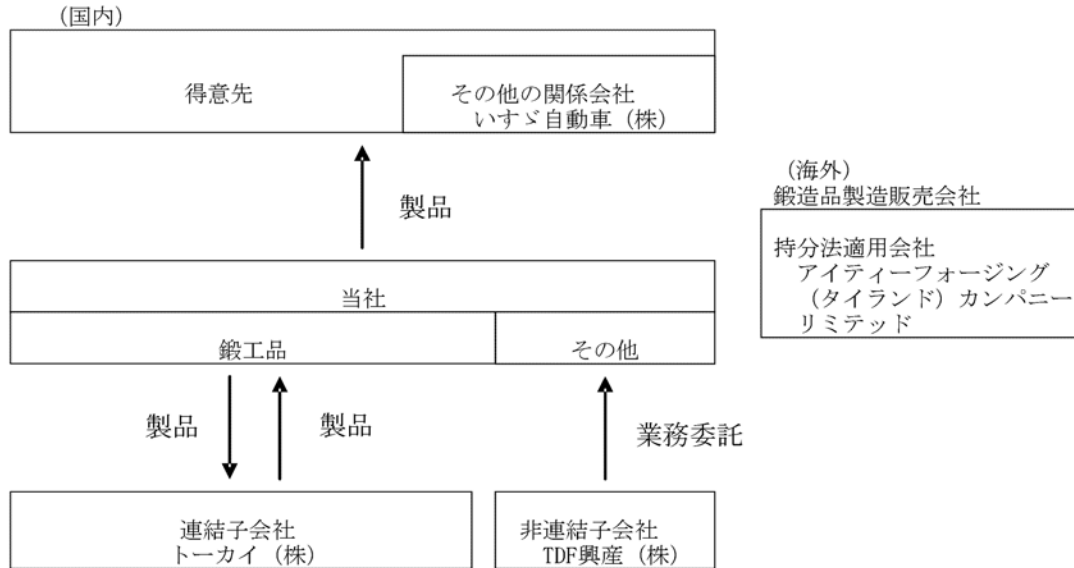 （国内）
得意先
その他の関係会社
いすゞ自動車（株）
製品
（海外）
鍛造品製造販売会社
持分法適用会社
アイティーフォージング
（タイランド）カンパニー
リミテッド
当社
鍛工品
その他
製品
製品
業務委託
連結子会社
トーカイ（株）
非連結子会社
TDF興産（株）